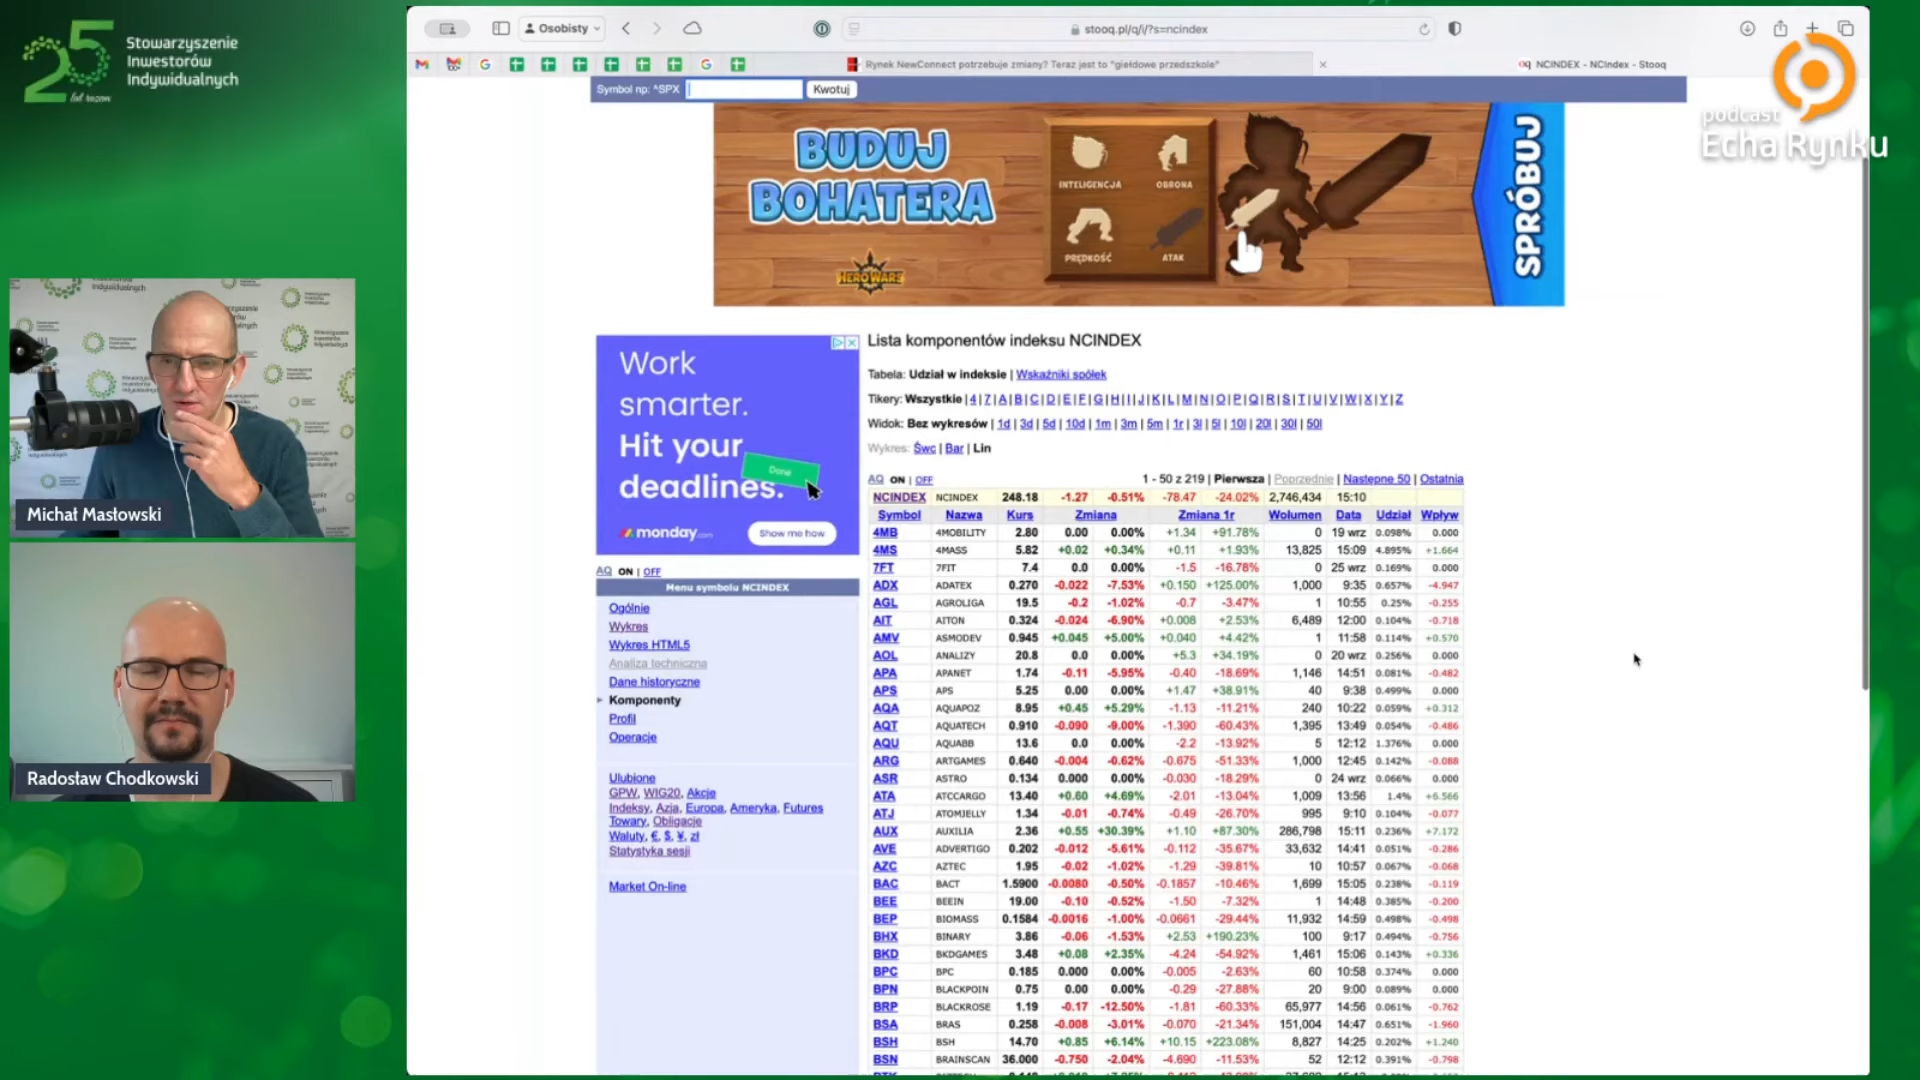 25
lat razem
Stowarzyszenie
Inwestorów
Indywidualnych
Osobisty
stooq.pl/q/i/?s=ncindex
Rynek NewConnect potrzebuje zmiany? Teraz jest to "giełdowe przedszkole"
NCINDEX - NCIndex - Stooq
podcast
Echa Rynku
Symbol np: ^SPX
Kwotuj
BUDUJ
BOHATERA
HERO WARS
INTELIGENCJA
OBRONA
PRĘDKOŚĆ
ATAK
SPRÓBUJ
Work
smarter.
Hit your
deadlines.
Done
monday.com
Show me how
AQ ON | OFF
Menu symbolu NCINDEX
Ogólnie
Wykres
Wykres HTML5
Analiza techniczna
Dane historyczne
Komponenty
Profil
Operacje
Ulubione
GPW, WIG20, Akcje
Indeksy, Azja, Europa, Ameryka, Futures
Towary, Obligacje
Waluty, €, $, ¥, zł
Statystyka sesji
Market On-line
Lista komponentów indeksu NCINDEX
Tabela: Udział w indeksie | Wskaźniki spółek
Tikery: Wszystkie | 4 | 7 | A | B | C | D | E | F | G | H | I | J | K | L | M | N | O | P | Q | R | S | T | U | V | W | X | Y | Z
Widok: Bez wykresów | 1d | 3d | 5d | 10d | 1m | 3m | 5m | 1r | 3l | 5l | 10l | 20l | 30l | 50l
Wykres: Świc | Bar | Lin
AQ ON | OFF
1 - 50 z 219 | Pierwsza | Poprzednie | Następne 50 | Ostatnia
NCINDEX NCINDEX 248.18 -1.27 -0.51% -78.47 -24.02% 2,746,434 15:10
Symbol Nazwa Kurs Zmiana Zmiana 1r Wolumen Data Udział Wpływ
4MB 4MOBILITY 2.80 0.00 0.00% +1.34 +91.78% 0 19 wrz 0.098% 0.000
4MS 4MASS 5.82 +0.02 +0.34% +0.11 +1.93% 13,825 15:09 4.895% +1.664
7FT 7FIT 7.4 0.0 0.00% -1.5 -16.78% 0 25 wrz 0.169% 0.000
ADX ADATEX 0.270 -0.022 -7.53% +0.150 +125.00% 1,000 9:35 0.657% -4.947
AGL AGROLIGA 19.5 -0.2 -1.02% -0.7 -3.47% 1 10:55 0.25% -0.255
AIT AITON 0.324 -0.024 -6.90% +0.008 +2.53% 6,489 12:00 0.104% -0.718
AMV ASMODEV 0.945 +0.045 +5.00% +0.040 +4.42% 1 11:58 0.114% +0.570
AOL ANALIZY 20.8 0.0 0.00% +5.3 +34.19% 0 20 wrz 0.256% 0.000
APA APANET 1.74 -0.11 -5.95% -0.40 -18.69% 1,146 14:51 0.081% -0.482
APS APS 5.25 0.00 0.00% +1.47 +38.91% 40 9:38 0.499% 0.000
AQA AQUAPOZ 8.95 +0.45 +5.29% -1.13 -11.21% 240 10:22 0.059% +0.312
AQT AQUATECH 0.910 -0.090 -9.00% -1.390 -60.43% 1,395 13:49 0.054% -0.486
AQU AQUABB 13.6 0.0 0.00% -2.2 -13.92% 5 12:12 1.376% 0.000
ARG ARTGAMES 0.640 -0.004 -0.62% -0.675 -51.33% 1,000 12:45 0.142% -0.088
ASR ASTRO 0.134 0.000 0.00% -0.030 -18.29% 0 24 wrz 0.066% 0.000
ATA ATCCARGO 13.40 +0.60 +4.69% -2.01 -13.04% 1,009 13:56 1.4% +6.566
ATJ ATOMJELLY 1.34 -0.01 -0.74% -0.49 -26.70% 995 9:10 0.104% -0.077
AUX AUXILIA 2.36 +0.55 +30.39% +1.10 +87.30% 286,798 15:11 0.236% +7.172
AVE ADVERTIGO 0.202 -0.012 -5.61% -0.112 -35.67% 33,632 14:41 0.051% -0.286
AZC AZTEC 1.95 -0.02 -1.02% -1.29 -39.81% 10 10:57 0.067% -0.068
BAC BACT 1.5900 -0.0080 -0.50% -0.1857 -10.46% 1,699 15:05 0.238% -0.119
BEE BEEIN 19.00 -0.10 -0.52% -1.50 -7.32% 1 14:48 0.385% -0.200
BEP BIOMASS 0.1584 -0.0016 -1.00% -0.0661 -29.44% 11,932 14:59 0.498% -0.498
BHX BINARY 3.86 -0.06 -1.53% +2.53 +190.23% 100 9:17 0.494% -0.756
BKD BKDGAMES 3.48 +0.08 +2.35% -4.24 -54.92% 1,461 15:06 0.143% +0.336
BPC BPC 0.185 0.000 0.00% -0.005 -2.63% 60 10:58 0.374% 0.000
BPN BLACKPOIN 0.75 0.00 0.00% -0.29 -27.88% 20 9:00 0.089% 0.000
BRP BLACKROSE 1.19 -0.17 -12.50% -1.81 -60.33% 65,977 14:56 0.061% -0.762
BSA BRAS 0.258 -0.008 -3.01% -0.070 -21.34% 151,004 14:47 0.651% -1.960
BSH BSH 14.70 +0.85 +6.14% +10.15 +223.08% 8,827 14:25 0.202% +1.240
BSN BRAINSCAN 36.000 -0.750 -2.04% -4.690 -11.53% 52 12:12 0.391% -0.798
Michał Masłowski
Radosław Chodkowski